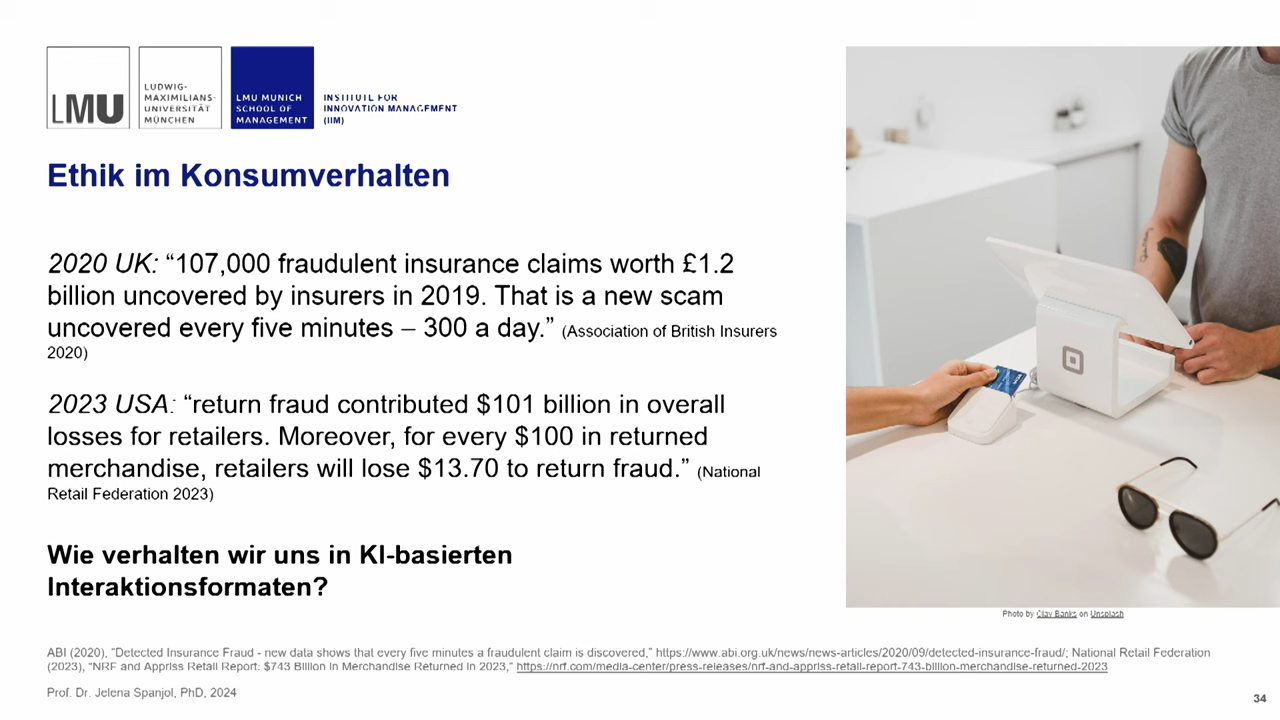 LMU
LUDWIG-
MAXIMILIANS-
UNIVERSITÄT
MÜNCHEN
LMU MUNICH
SCHOOL OF
MANAGEMENT
INSTITUTE FOR
INNOVATION MANAGEMENT
(IIM)
Ethik im Konsumverhalten
2020 UK: “107,000 fraudulent insurance claims worth £1.2
billion uncovered by insurers in 2019. That is a new scam
uncovered every five minutes – 300 a day.” (Association of British Insurers
2020)
2023 USA: “return fraud contributed $101 billion in overall
losses for retailers. Moreover, for every $100 in returned
merchandise, retailers will lose $13.70 to return fraud.” (National
Retail Federation 2023)
Wie verhalten wir uns in KI-basierten
Interaktionsformaten?
Photo by Clay Banks on Unsplash
ABI (2020), “Detected Insurance Fraud - new data shows that every five minutes a fraudulent claim is discovered,” https://www.abi.org.uk/news/news-articles/2020/09/detected-insurance-fraud/; National Retail Federation
(2023), “NRF and Appriss Retail Report: $743 Billion in Merchandise Returned in 2023,” https://nrf.com/media-center/press-releases/nrf-and-appriss-retail-report-743-billion-merchandise-returned-2023
Prof. Dr. Jelena Spanjol, PhD, 2024
34